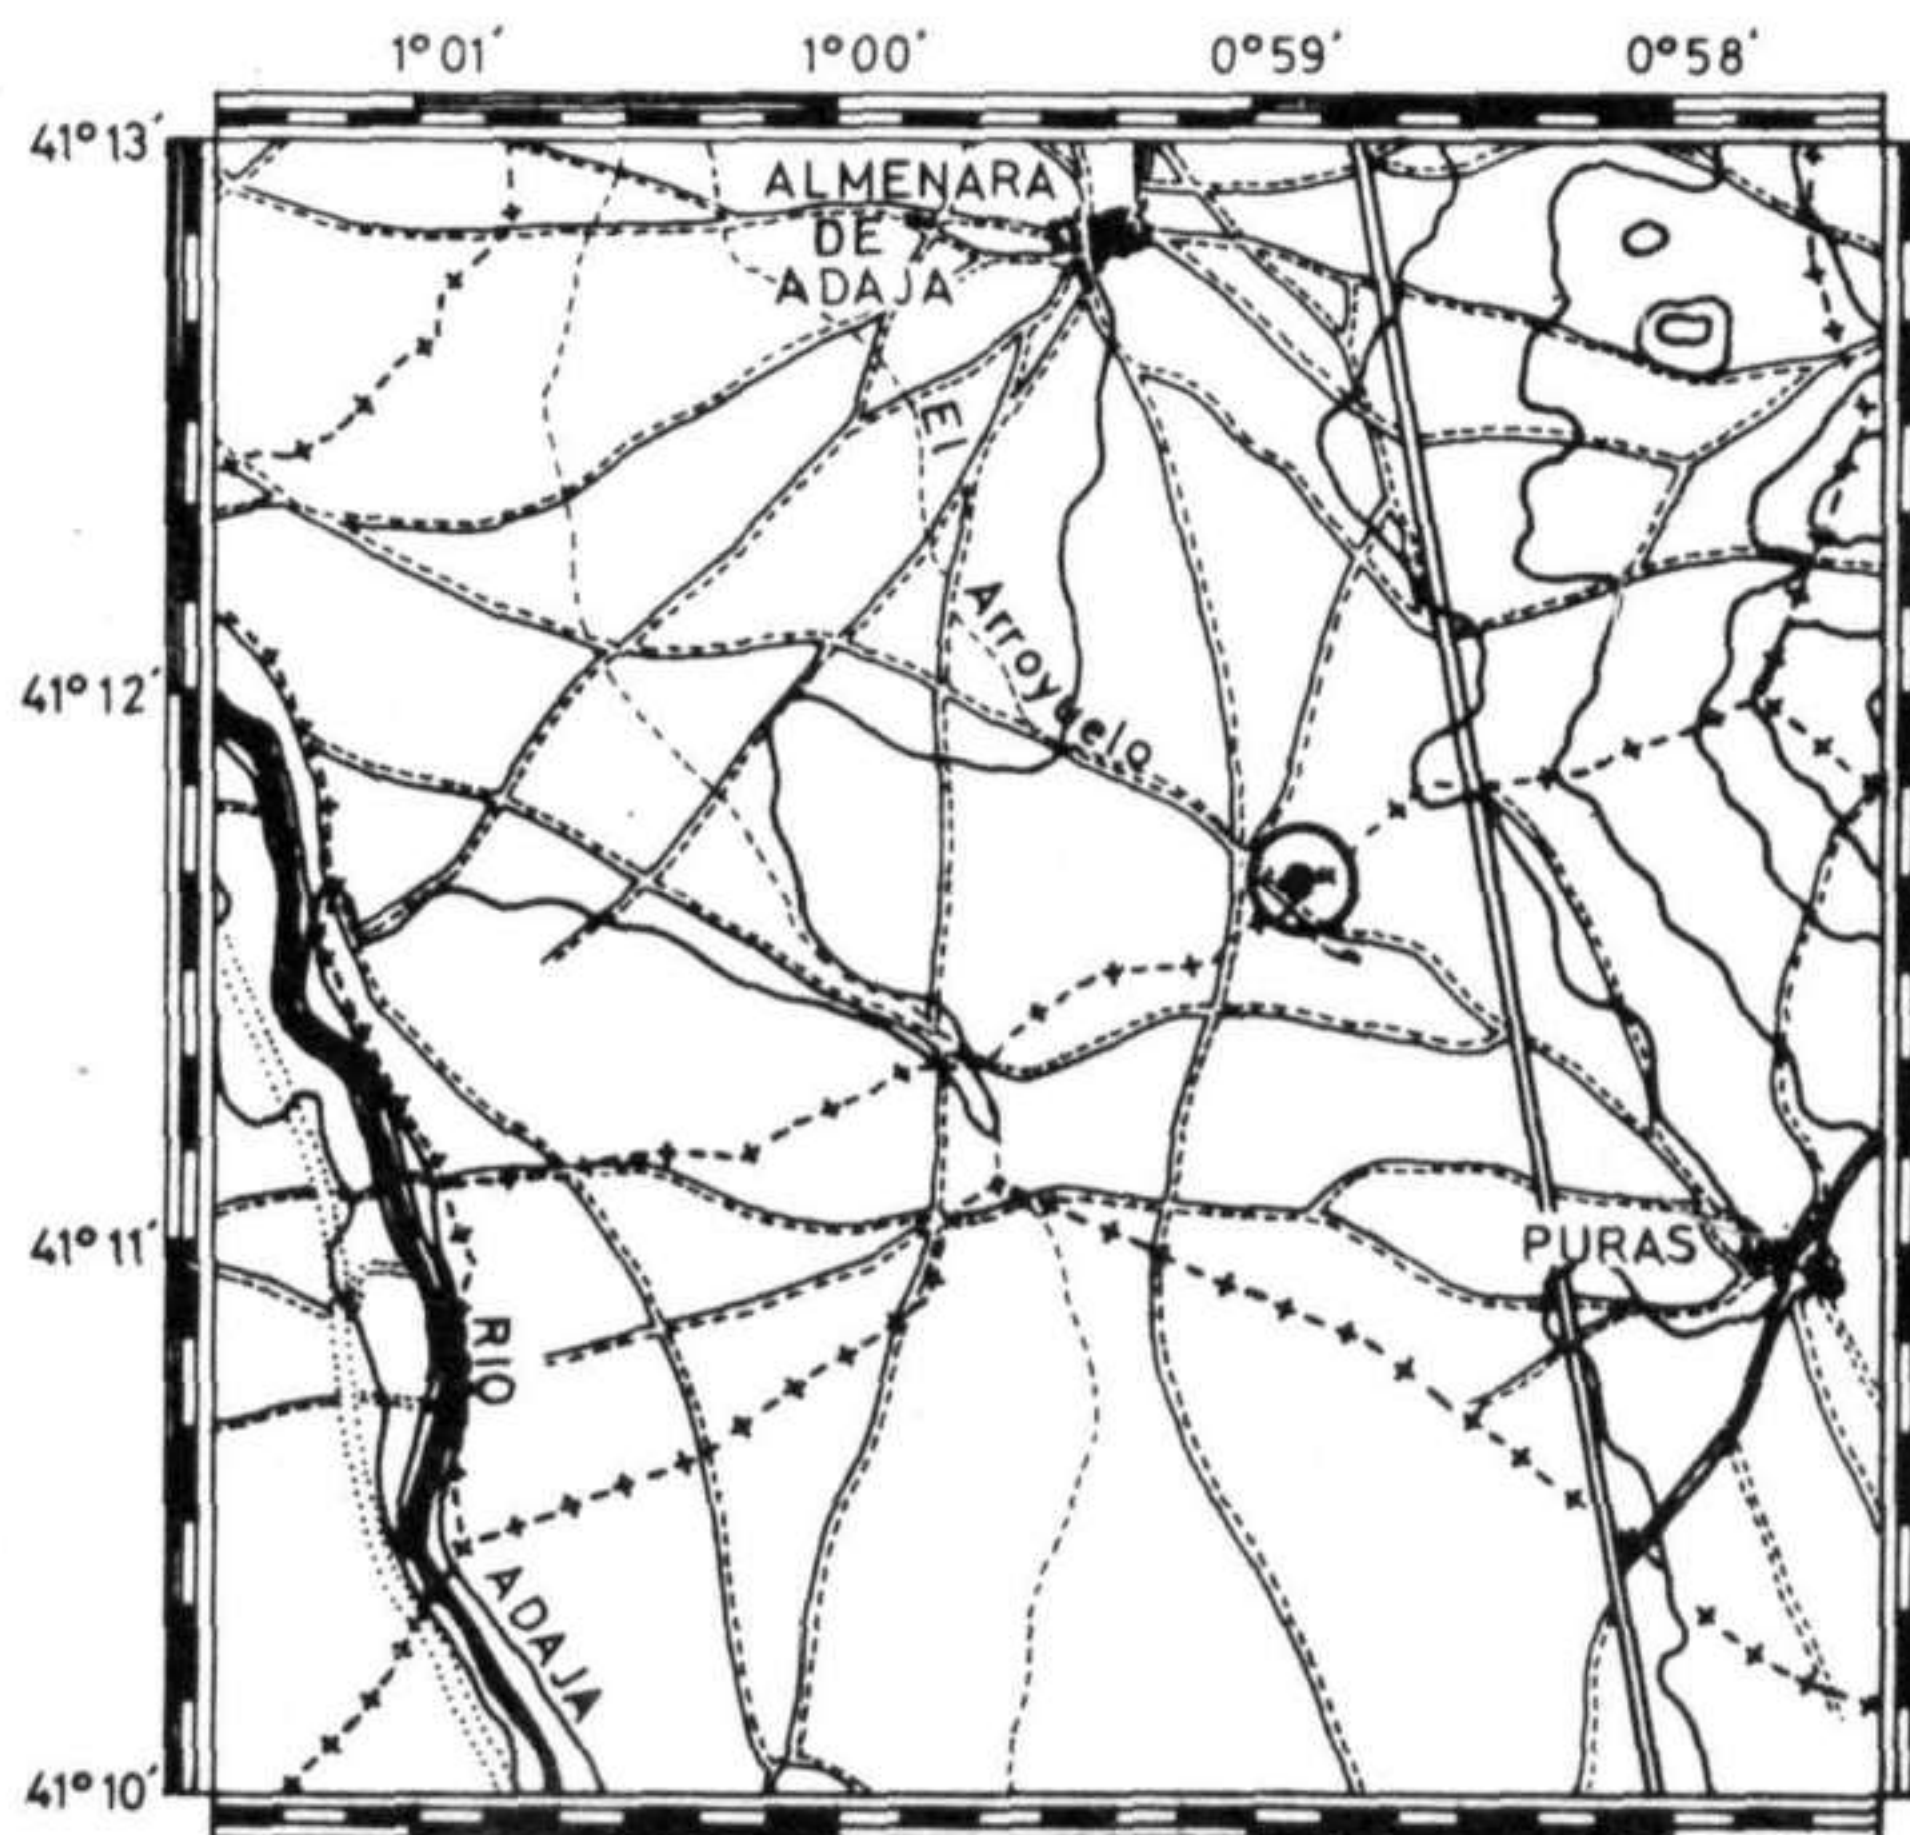 1°01′ 1°00′ 0°59′ 0°58′
41°13′
ALMENARA
DE
ADAJA
El
Arroyuelo
41°12′
41°11′
PURAS
RIO
ADAJA
41°10′